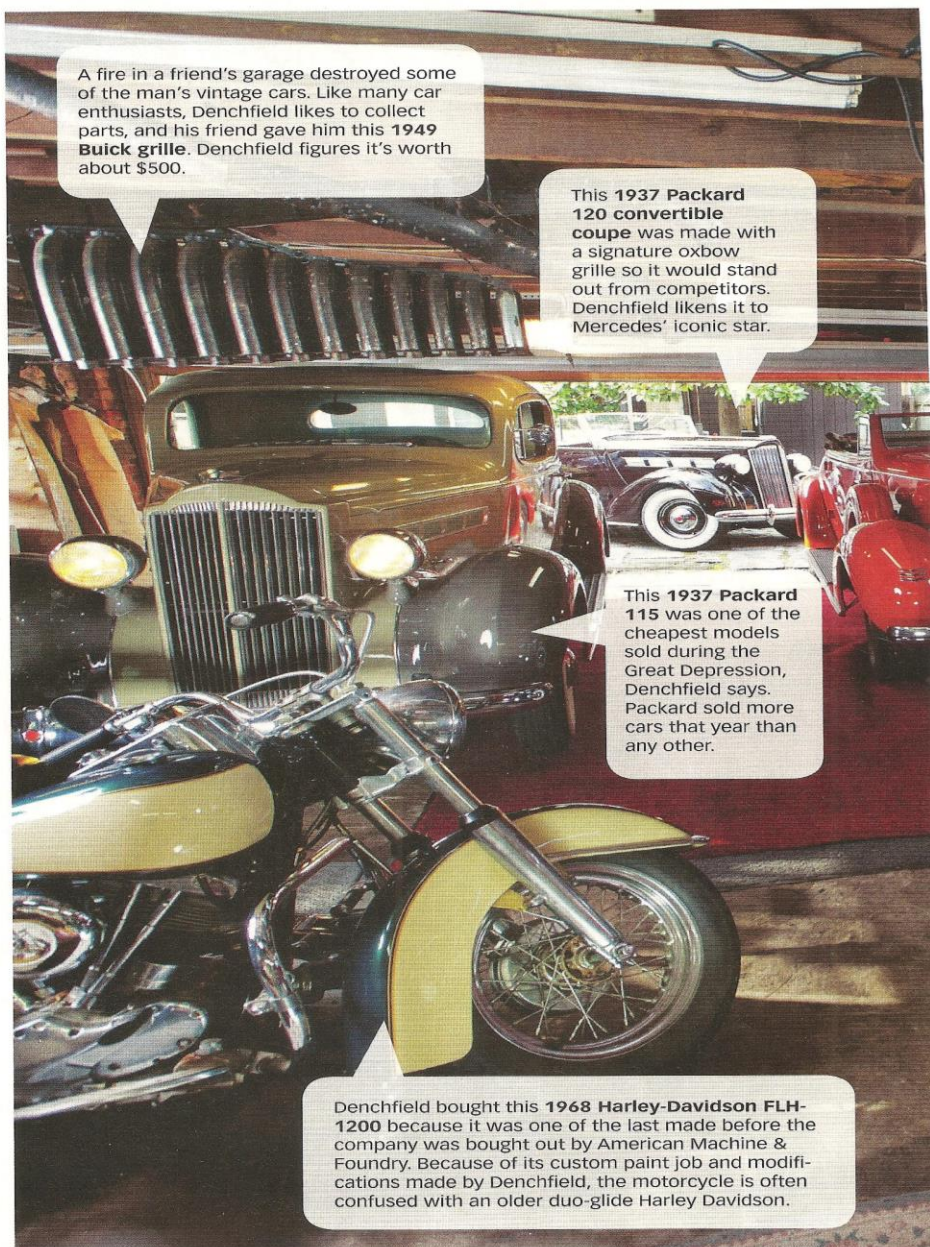 A fire in a friend's garage destroyed some
of the man's vintage cars. Like many car
enthusiasts, Denchfield likes to collect
parts, and his friend gave him this 1949
Buick grille. Denchfield figures it's worth
about $500.
This 1937 Packard
120 convertible
coupe was made with
a signature oxbow
grille so it would stand
out from competitors.
Denchfield likens it to
Mercedes' iconic star.
This 1937 Packard
115 was one of the
cheapest models
sold during the
Great Depression,
Denchfield says.
Packard sold more
cars that year than
any other.
Denchfield bought this 1968 Harley-Davidson FLH-
1200 because it was one of the last made before the
company was bought out by American Machine &
Foundry. Because of its custom paint job and modifi-
cations made by Denchfield, the motorcycle is often
confused with an older duo-glide Harley Davidson.